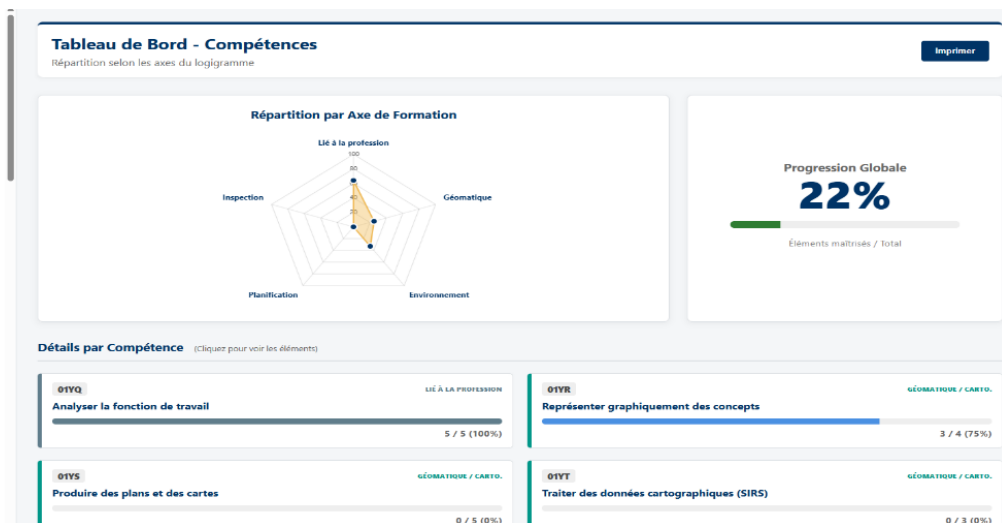 Tableau de Bord - Compétences
Répartition selon les axes du logigramme
Imprimer
Répartition par Axe de Formation
Lié à la profession
100
80
40
20
Inspection
Géomatique
Planification
Environnement
Progression Globale
22%
Éléments maîtrisés / Total
Détails par Compétence (Cliquez pour voir les éléments)
01YQ
LIÉ À LA PROFESSION
Analyser la fonction de travail
5 / 5 (100%)
01YR
GÉOMATIQUE / CARTO.
Représenter graphiquement des concepts
3 / 4 (75%)
01YS
GÉOMATIQUE / CARTO.
Produire des plans et des cartes
0 / 5 (0%)
01YT
GÉOMATIQUE / CARTO.
Traiter des données cartographiques (SIRS)
0 / 3 (0%)